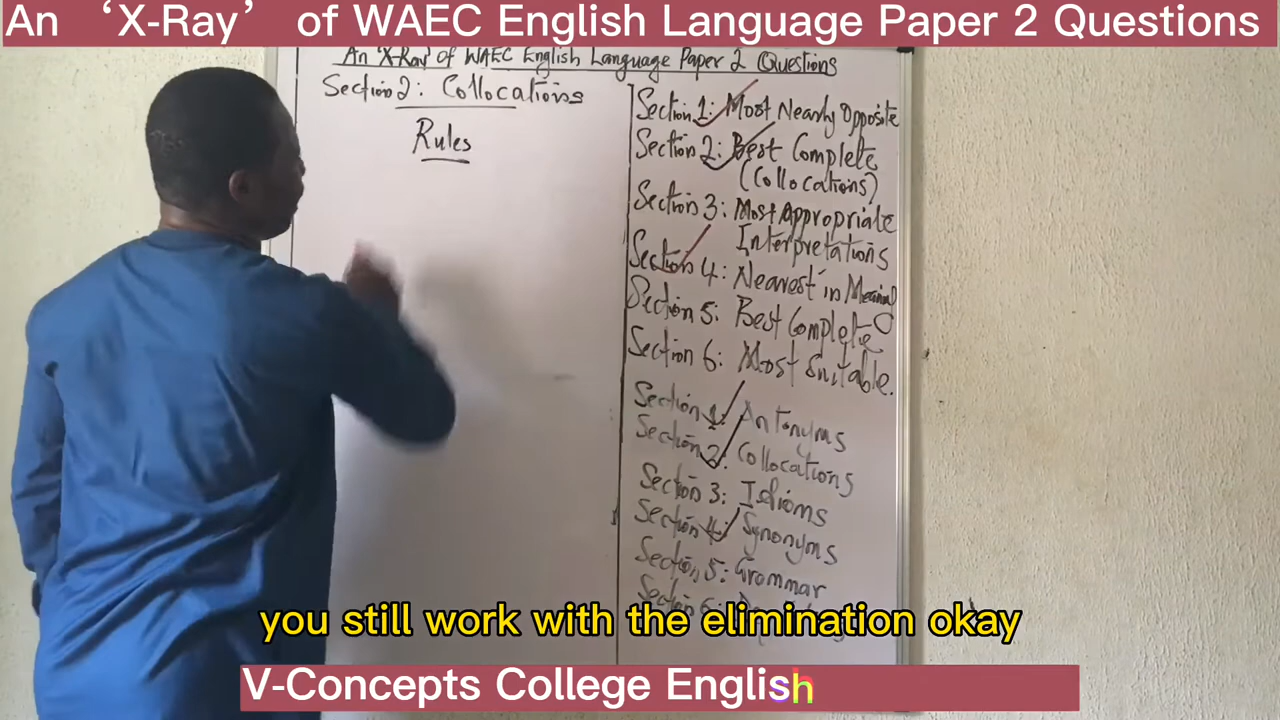 An ‘X-Ray’ of WAEC English Language Paper 2 Questions
An 'X-Ray' of WAEC English Language Paper 2 Questions
Section 2: Collocations
Rules
Section 1: Most Nearly Opposite
Section 2: Best Complete
(Collocations)
Section 3: Most Appropriate
Interpretations
Section 4: Nearest in Meaning
Section 5: Best Complete
Section 6: Most Suitable.
Section 1: Antonyms
Section 2: Collocations
Section 3: Idioms
Section 4: Synonyms
Section 5: Grammar
Section 6:
you still work with the elimination okay
V-Concepts College English